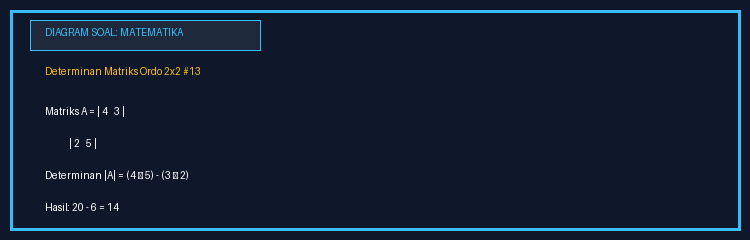 DIAGRAM SOAL: MATEMATIKA
Determinan Matriks Ordo 2x2 #13
Matriks A = | 4 3 |
| 2 5 |
Determinan |A| = (4 □ 5) - (3 □ 2)
Hasil: 20 - 6 = 14